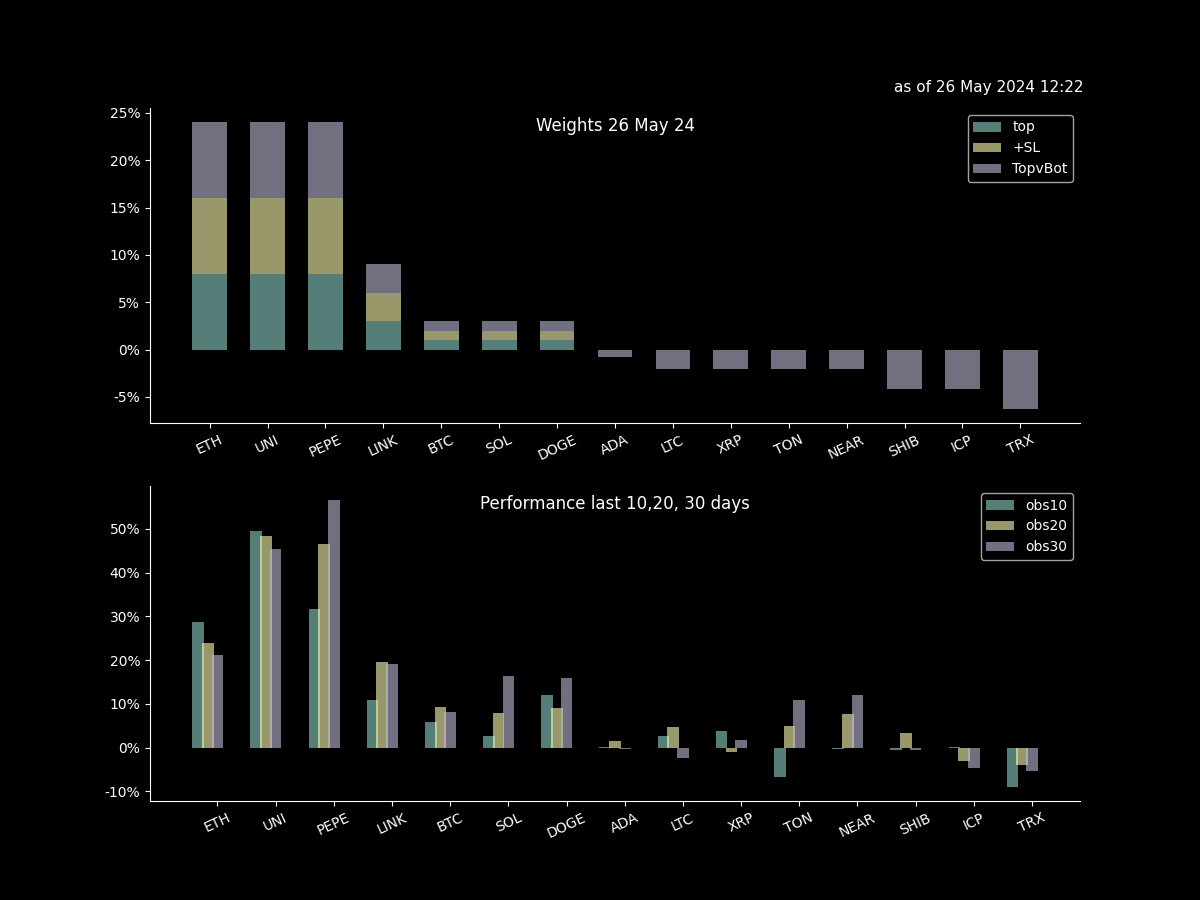 as of 26 May 2024 12:22
Weights 26 May 24
top
+SL
TopvBot
25%
20%
15%
10%
5%
0%
-5%
ETH UNI PEPE LINK BTC SOL DOGE ADA LTC XRP TON NEAR SHIB ICP TRX
Performance last 10,20, 30 days
obs10
obs20
obs30
50%
40%
30%
20%
10%
0%
-10%
ETH UNI PEPE LINK BTC SOL DOGE ADA LTC XRP TON NEAR SHIB ICP TRX